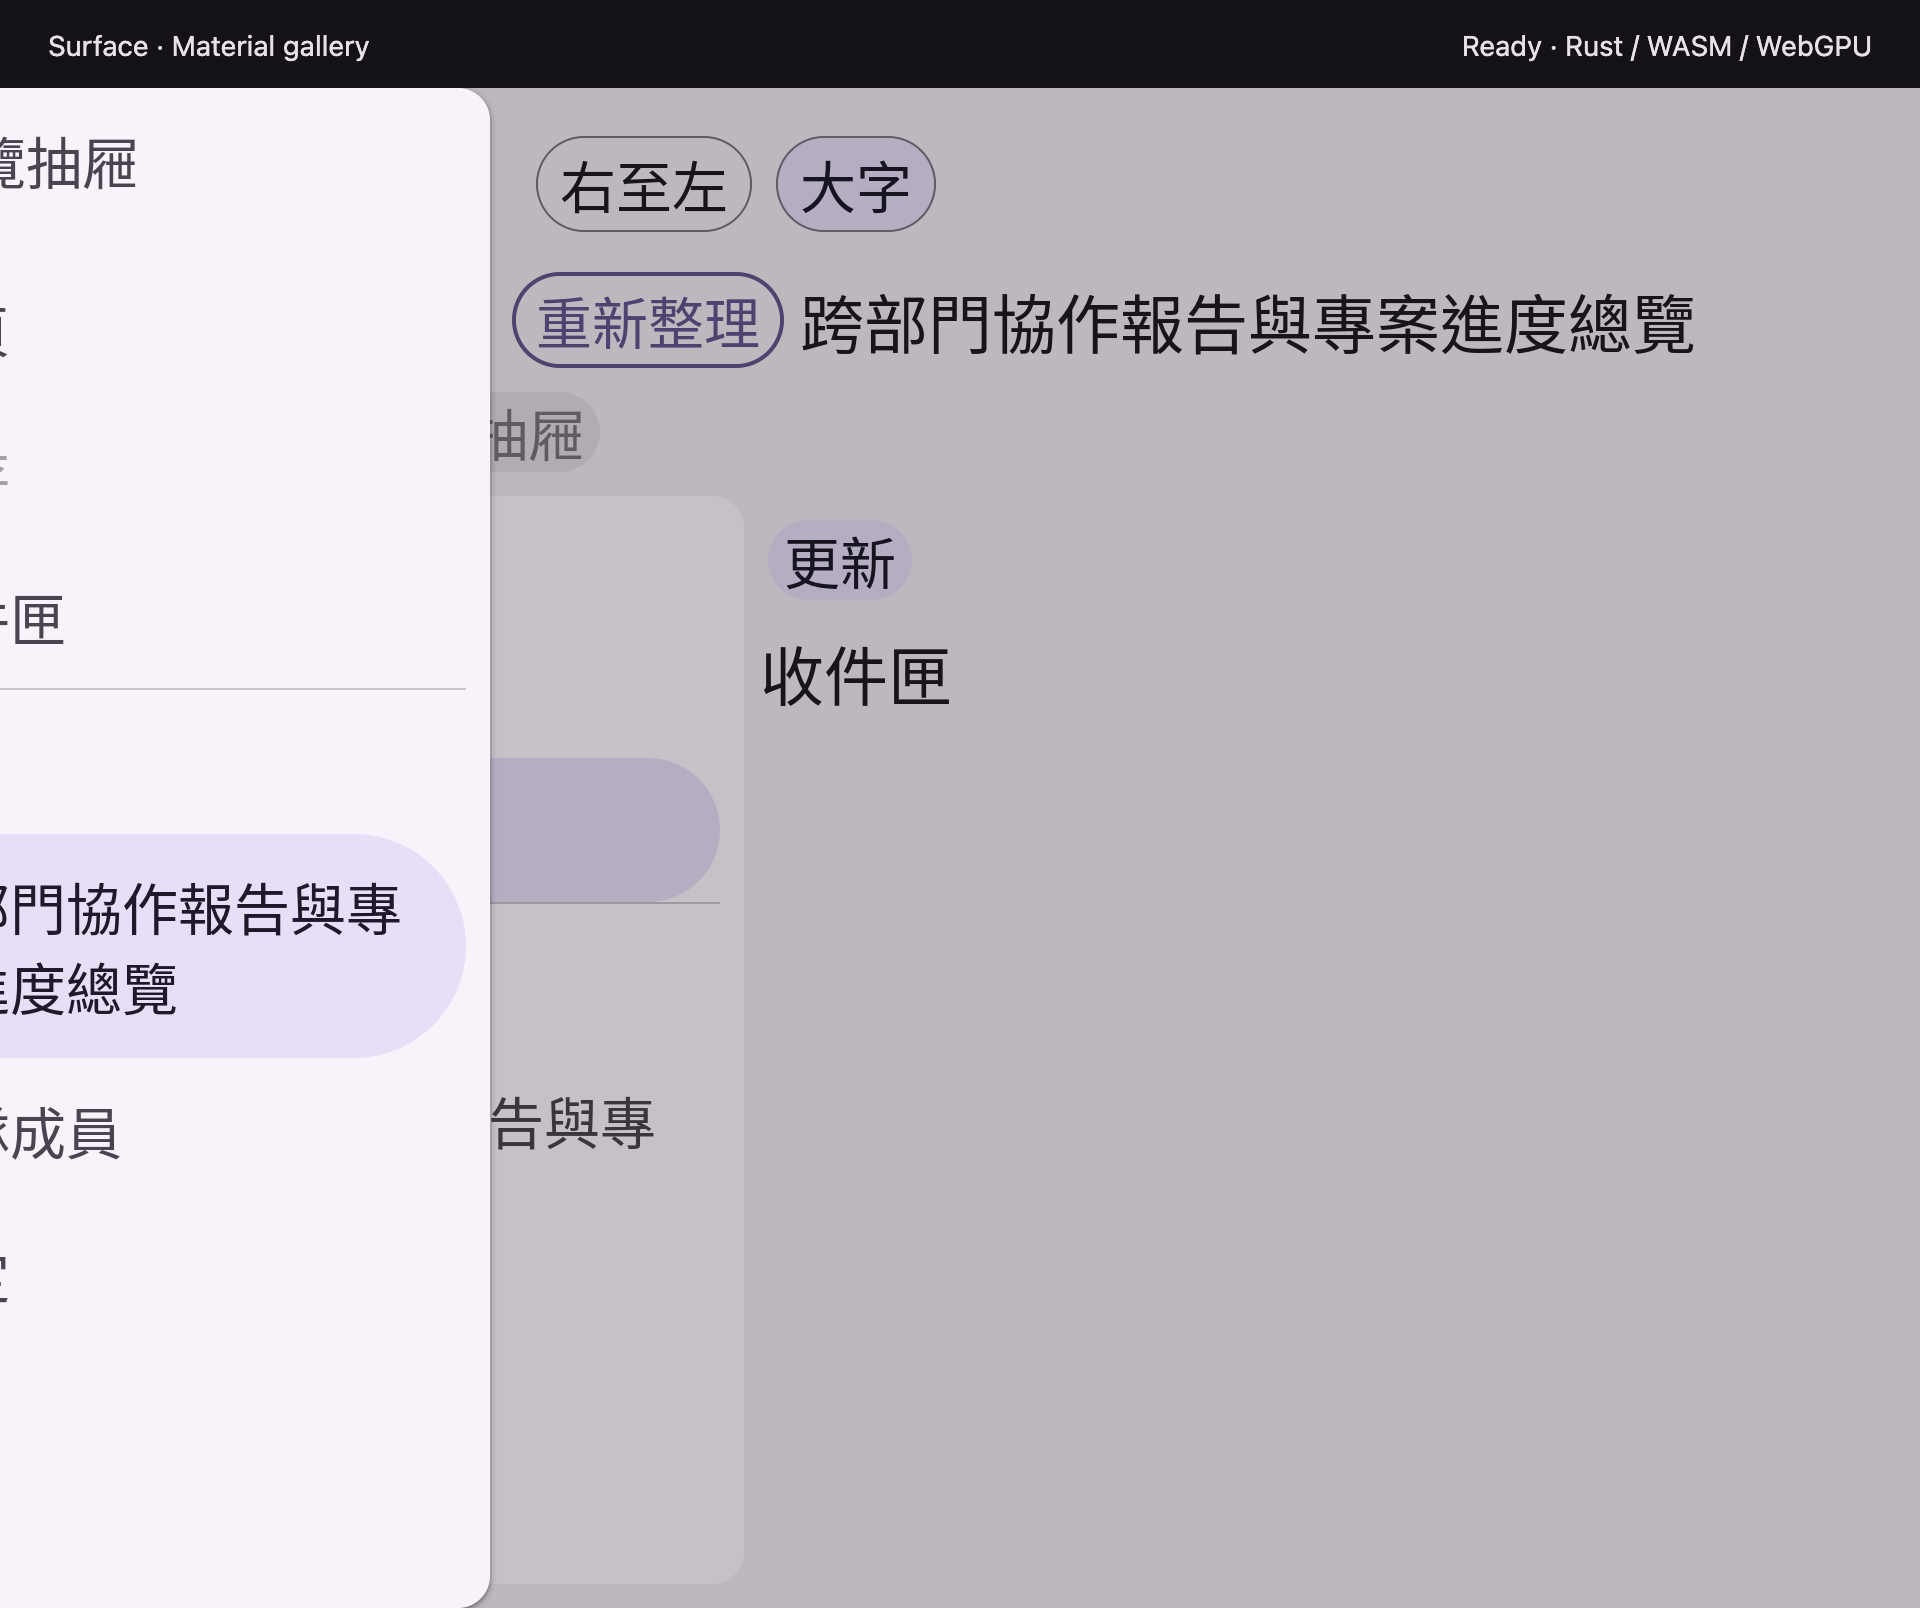 Surface · Material gallery
Ready · Rust / WASM / WebGPU
覽抽屜
右至左
大字
重新整理
跨部門協作報告與專案進度總覽
抽屜
更新
件匣
收件匣
部門協作報告與專
進度總覽
隊成員
告與專